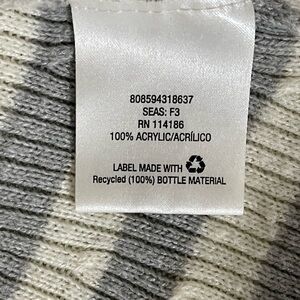 808594318637
SEAS: F3
RN 114186
100% ACRYLIC/ACRÍLICO
LABEL MADE WITH
Recycled (100%) BOTTLE MATERIAL